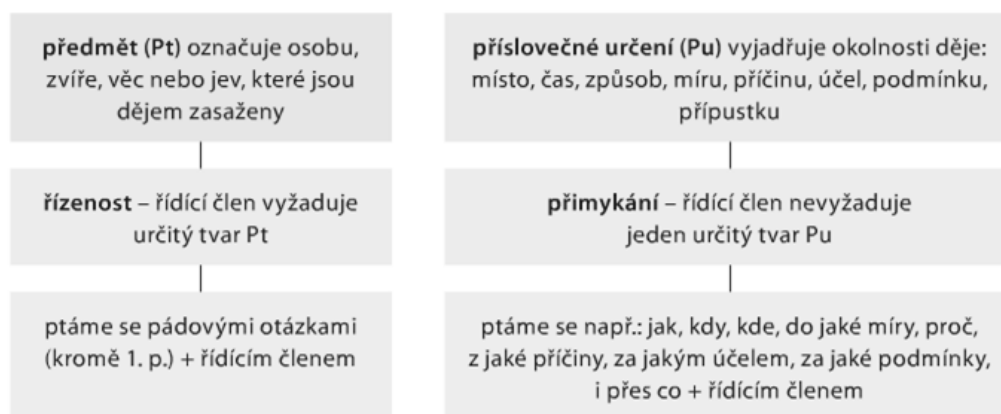 předmět (Pt) označuje osobu,
zvíře, věc nebo jev, které jsou
dějem zasaženy
řízenost – řídící člen vyžaduje
určitý tvar Pt
ptáme se pádovými otázkami
(kromě 1. p.) + řídícím členem
příslovečné určení (Pu) vyjadřuje okolnosti děje:
místo, čas, způsob, míru, příčinu, účel, podmínku,
přípustku
přimykání – řídící člen nevyžaduje
jeden určitý tvar Pu
ptáme se např.: jak, kdy, kde, do jaké míry, proč,
z jaké příčiny, za jakým účelem, za jaké podmínky,
i přes co + řídícím členem